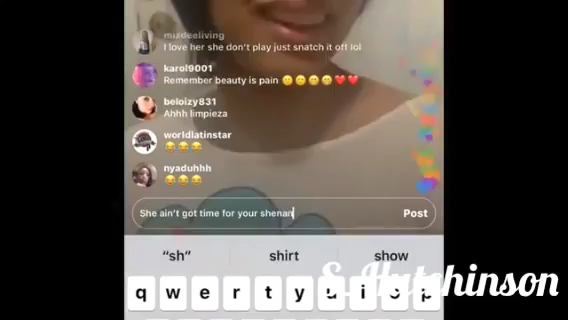 mizdeeliving
I love her she don't play just snatch it off lol
karol9001
Remember beauty is pain 😬😬😬😬❤️❤️
beloizy831
Ahhh limpieza
worldlatinstar
😂😂😂
nyaduhhh
😂😂😂
She ain't got time for your shenan
Post
"sh" shirt show
q w e r t y u i o p
S. Hutchinson